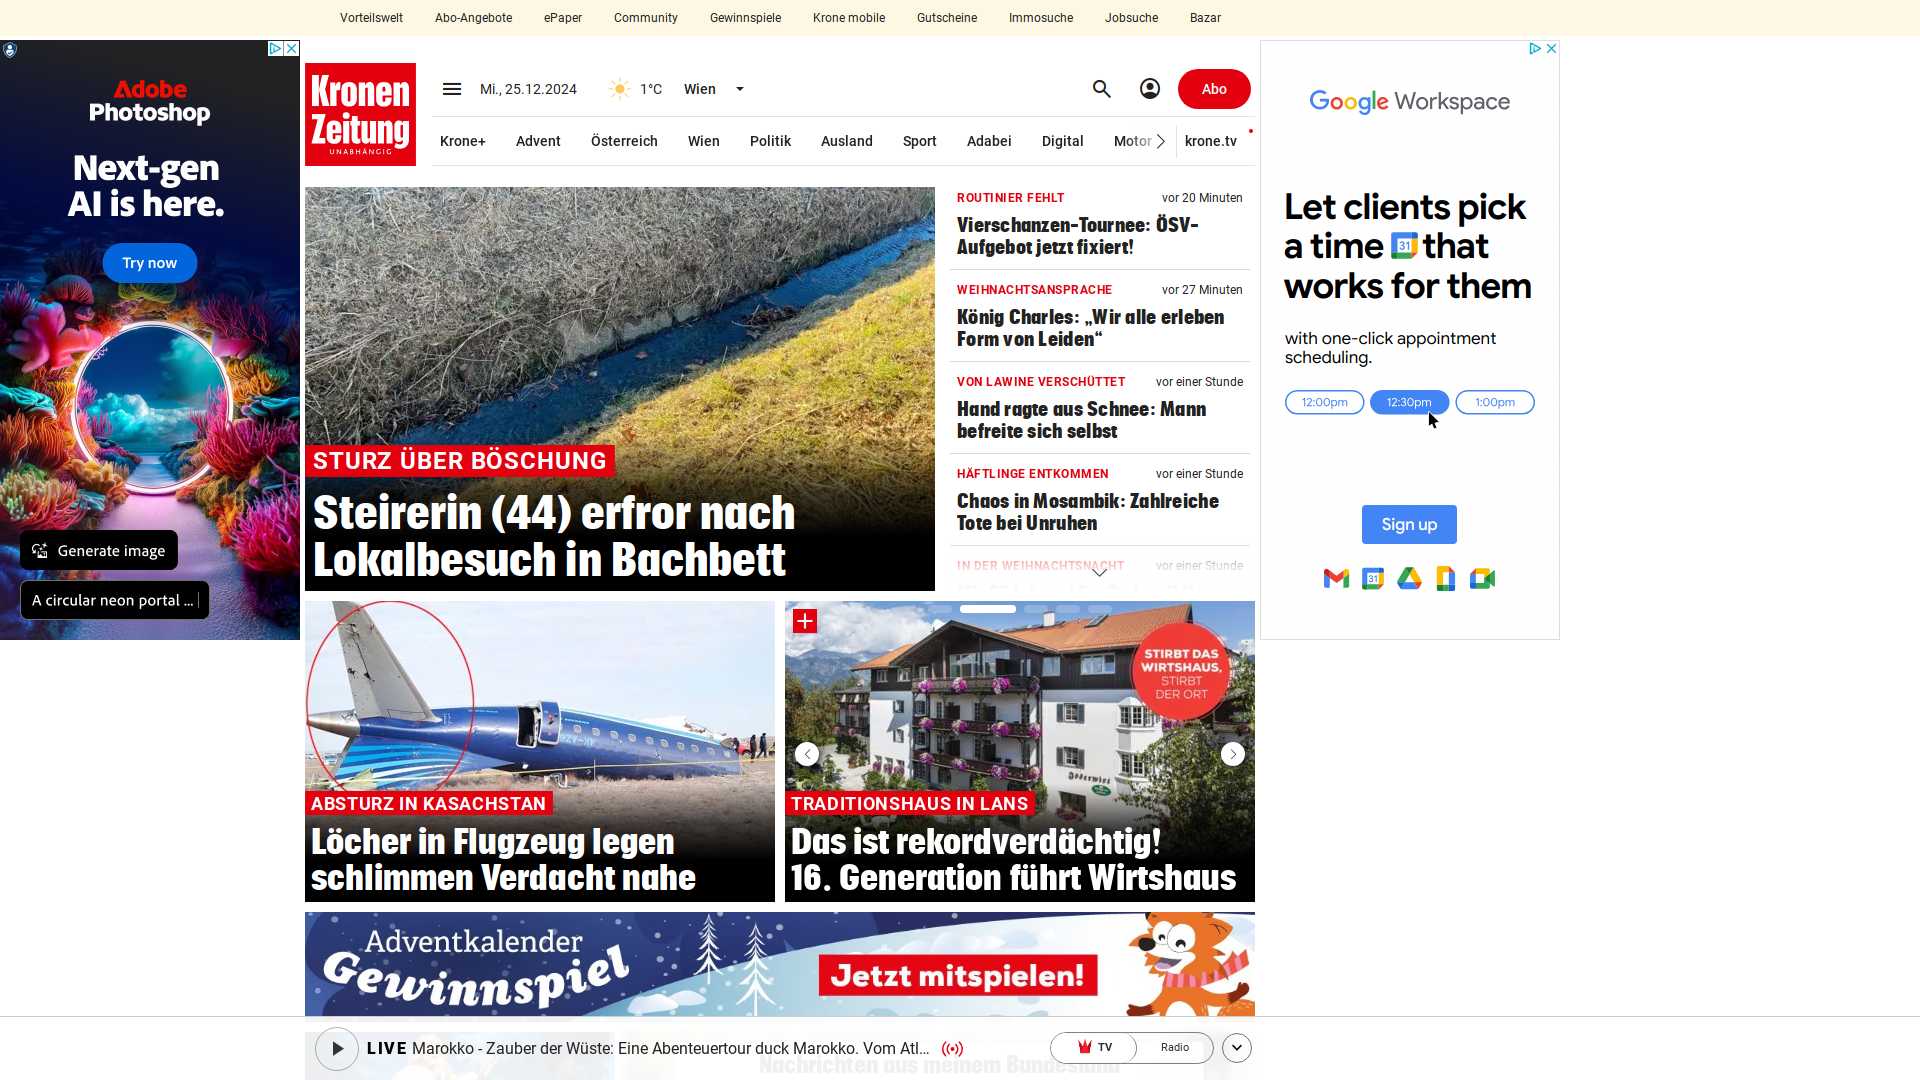 Vorteilswelt
Abo-Angebote
ePaper
Community
Gewinnspiele
Krone mobile
Gutscheine
Immosuche
Jobsuche
Bazar
Adobe
Photoshop
Next-gen
AI is here.
Try now
Generate image
A circular neon portal ...
Kronen
Zeitung
UNABHÄNGIG
Mi., 25.12.2024
1°C
Wien
Abo
Krone+
Advent
Österreich
Wien
Politik
Ausland
Sport
Adabei
Digital
Motor
krone.tv
STURZ ÜBER BÖSCHUNG
Steirerin (44) erfror nach
Lokalbesuch in Bachbett
ROUTINIER FEHLT
vor 20 Minuten
Vierschanzen-Tournee: ÖSV-
Aufgebot jetzt fixiert!
WEIHNACHTSANSPRACHE
vor 27 Minuten
König Charles: „Wir alle erleben
Form von Leiden“
VON LAWINE VERSCHÜTTET
vor einer Stunde
Hand ragte aus Schnee: Mann
befreite sich selbst
HÄFTLINGE ENTKOMMEN
vor einer Stunde
Chaos in Mosambik: Zahlreiche
Tote bei Unruhen
IN DER WEIHNACHTSNACHT
vor einer Stunde
ABSTURZ IN KASACHSTAN
Löcher in Flugzeug legen
schlimmen Verdacht nahe
STIRBT DAS
WIRTSHAUS,
STIRBT
DER ORT
TRADITIONSHAUS IN LANS
Das ist rekordverdächtig!
16. Generation führt Wirtshaus
Adventkalender
Gewinnspiel
Jetzt mitspielen!
LIVE Marokko - Zauber der Wüste: Eine Abenteuertour duck Marokko. Vom Atl...
TV
Radio
Nachrichten aus meinem Bundesland
Google Workspace
Let clients pick
a time 31 that
works for them
with one-click appointment
scheduling.
12:00pm
12:30pm
1:00pm
Sign up
31